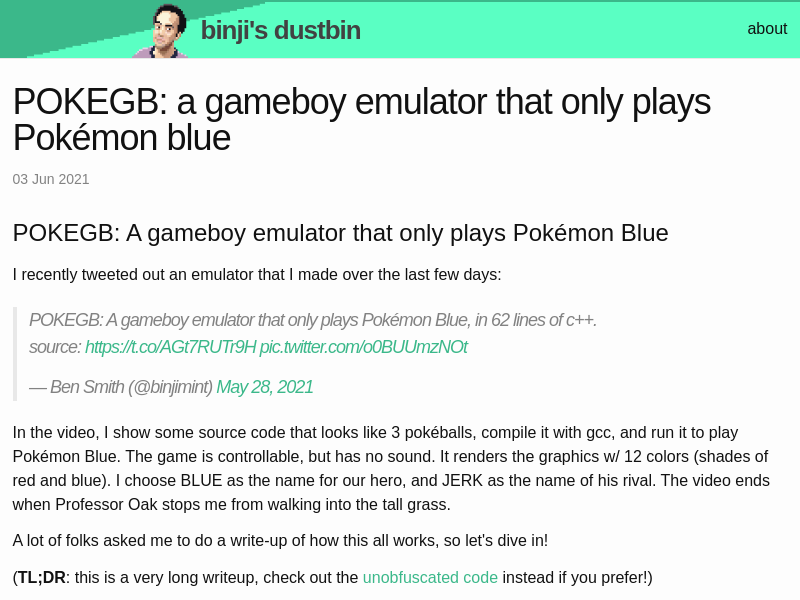 binji's dustbin
about
POKEGB: a gameboy emulator that only plays
Pokémon blue
03 Jun 2021
POKEGB: A gameboy emulator that only plays Pokémon Blue
I recently tweeted out an emulator that I made over the last few days:
POKEGB: A gameboy emulator that only plays Pokémon Blue, in 62 lines of c++.
source: https://t.co/AGt7RUTr9H pic.twitter.com/o0BUUmzNOt
— Ben Smith (@binjimint) May 28, 2021
In the video, I show some source code that looks like 3 pokéballs, compile it with gcc, and run it to play
Pokémon Blue. The game is controllable, but has no sound. It renders the graphics w/ 12 colors (shades of
red and blue). I choose BLUE as the name for our hero, and JERK as the name of his rival. The video ends
when Professor Oak stops me from walking into the tall grass.
A lot of folks asked me to do a write-up of how this all works, so let's dive in!
(TL;DR: this is a very long writeup, check out the unobfuscated code instead if you prefer!)